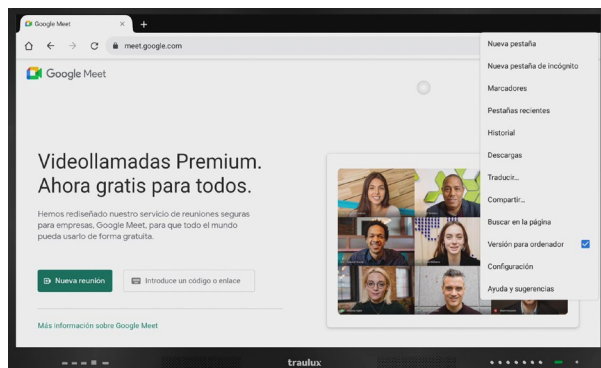 Google Meet
meet.google.com
Google Meet
Nueva pestaña
Nueva pestaña de incógnito
Marcadores
Pestañas recientes
Historial
Descargas
Traducir...
Compartir...
Buscar en la página
Versión para ordenador
Configuración
Ayuda y sugerencias
Videollamadas Premium.
Ahora gratis para todos.
Hemos rediseñado nuestro servicio de reuniones seguras
para empresas, Google Meet, para que todo el mundo
pueda usarlo de forma gratuita.
Nueva reunión
Introduce un código o enlace
Más información sobre Google Meet
traulux